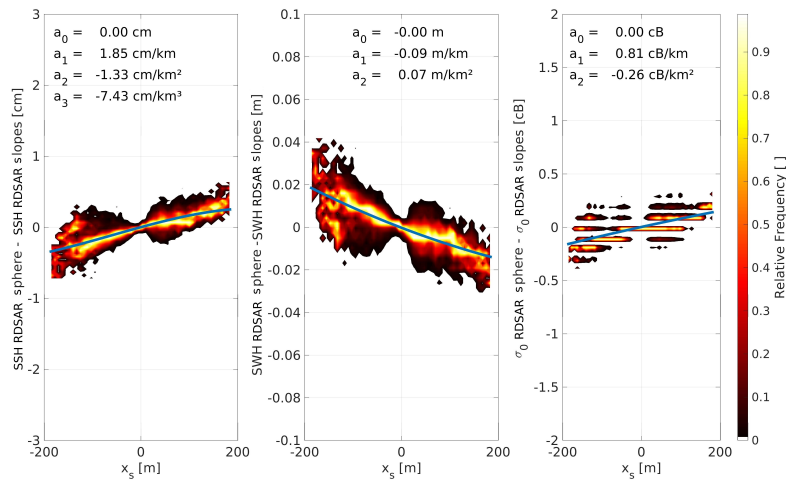 SSH RDSAR sphere - SSH RDSAR slopes [cm]
3
2
1
0
-1
-2
-3
a0 = 0.00 cm
a1 = 1.85 cm/km
a2 = -1.33 cm/km²
a3 = -7.43 cm/km³
-200
0
200
xs [m]
SWH RDSAR sphere -SWH RDSAR slopes [m]
0.1
0.08
0.06
0.04
0.02
0
-0.02
-0.04
-0.06
-0.08
-0.1
a0 = -0.00 m
a1 = -0.09 m/km
a2 = 0.07 m/km²
-200
0
200
xs [m]
σ0 RDSAR sphere - σ0 RDSAR slopes [cB]
2
1.5
1
0.5
0
-0.5
-1
-1.5
-2
a0 = 0.00 cB
a1 = 0.81 cB/km
a2 = -0.26 cB/km²
-200
0
200
xs [m]
0.9
0.8
0.7
0.6
0.5
0.4
0.3
0.2
0.1
0
Relative Frequency [ ]